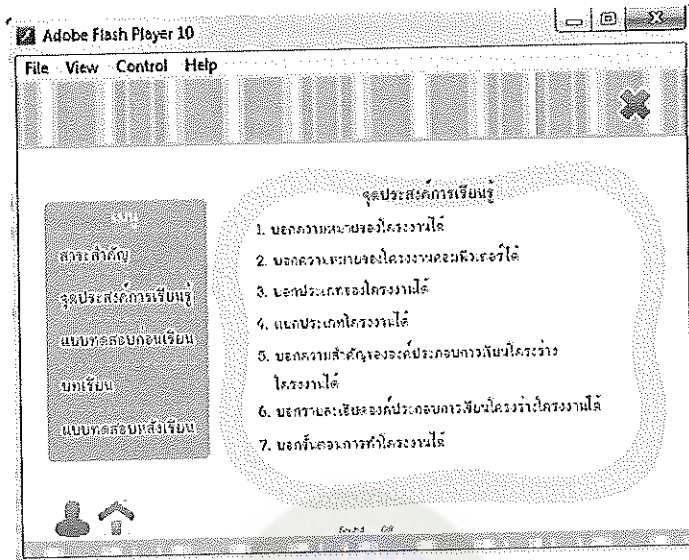 Adobe Flash Player 10
File View Control Help
เมนู
สาระสำคัญ
จุดประสงค์การเรียนรู้
แบบทดสอบก่อนเรียน
บทเรียน
แบบทดสอบหลังเรียน
จุดประสงค์การเรียนรู้
1. บอกความหมายของโครงงานได้
2. บอกความหมายของโครงงานคอมพิวเตอร์ได้
3. บอกประเภทของโครงงานได้
4. แยกประเภทโครงงานได้
5. บอกความสำคัญขององค์ประกอบการเขียนโครงร่าง
โครงงานได้
6. บอกรายละเอียดองค์ประกอบการเขียนโครงร่างโครงงานได้
7. บอกขั้นตอนการทำโครงงานได้
Sound Off